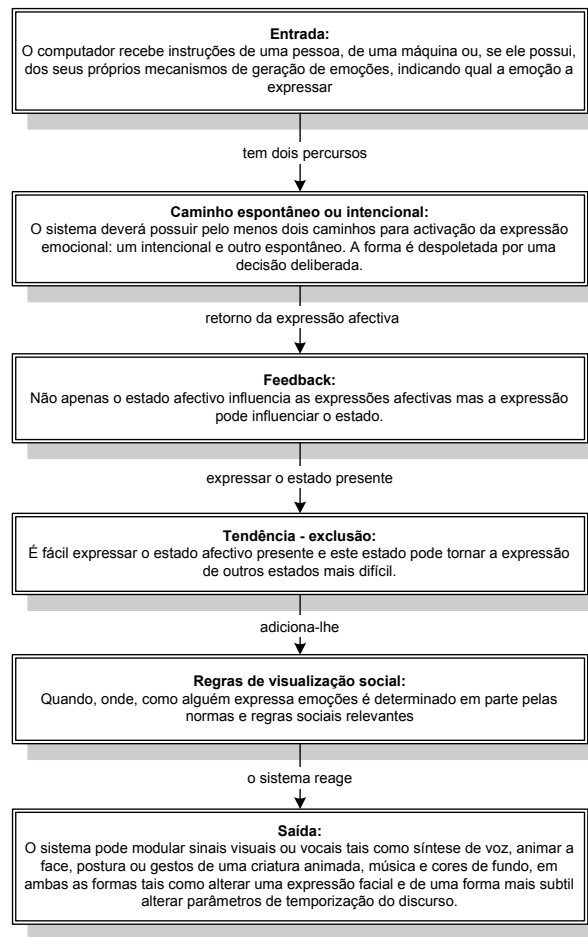 Entrada:
O computador recebe instruções de uma pessoa, de uma máquina ou, se ele possui,
dos seus próprios mecanismos de geração de emoções, indicando qual a emoção a
expressar
tem dois percursos
Caminho espontâneo ou intencional:
O sistema deverá possuir pelo menos dois caminhos para activação da expressão
emocional: um intencional e outro espontâneo. A forma é despoletada por uma
decisão deliberada.
retorno da expressão afectiva
Feedback:
Não apenas o estado afectivo influencia as expressões afectivas mas a expressão
pode influenciar o estado.
expressar o estado presente
Tendência - exclusão:
É fácil expressar o estado afectivo presente e este estado pode tornar a expressão
de outros estados mais difícil.
adiciona-lhe
Regras de visualização social:
Quando, onde, como alguém expressa emoções é determinado em parte pelas
normas e regras sociais relevantes
o sistema reage
Saída:
O sistema pode modular sinais visuais ou vocais tais como síntese de voz, animar a
face, postura ou gestos de uma criatura animada, música e cores de fundo, em
ambas as formas tais como alterar uma expressão facial e de uma forma mais subtil
alterar parâmetros de temporização do discurso.